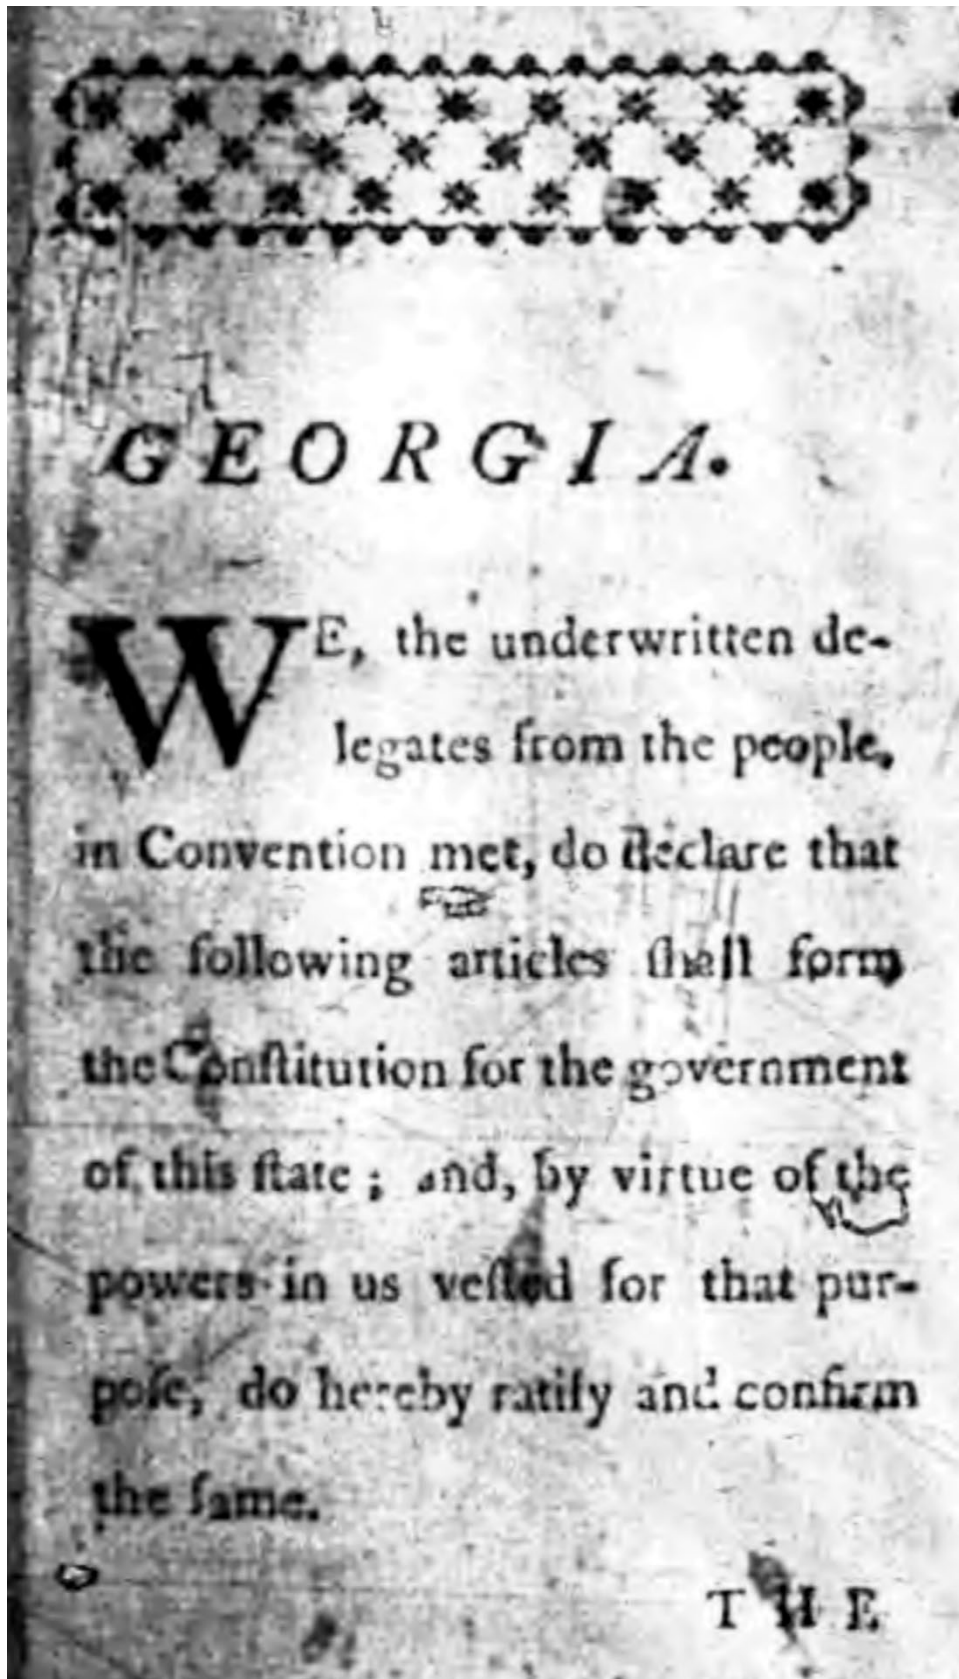 GEORGIA.
WE, the underwritten de-
legates from the people,
in Convention met, do declare that
the following articles ſhall form
the Conſtitution for the government
of this ſtate; and, by virtue of the
powers in us veſted for that pur-
poſe, do hereby ratify and confirm
the ſame.
THE